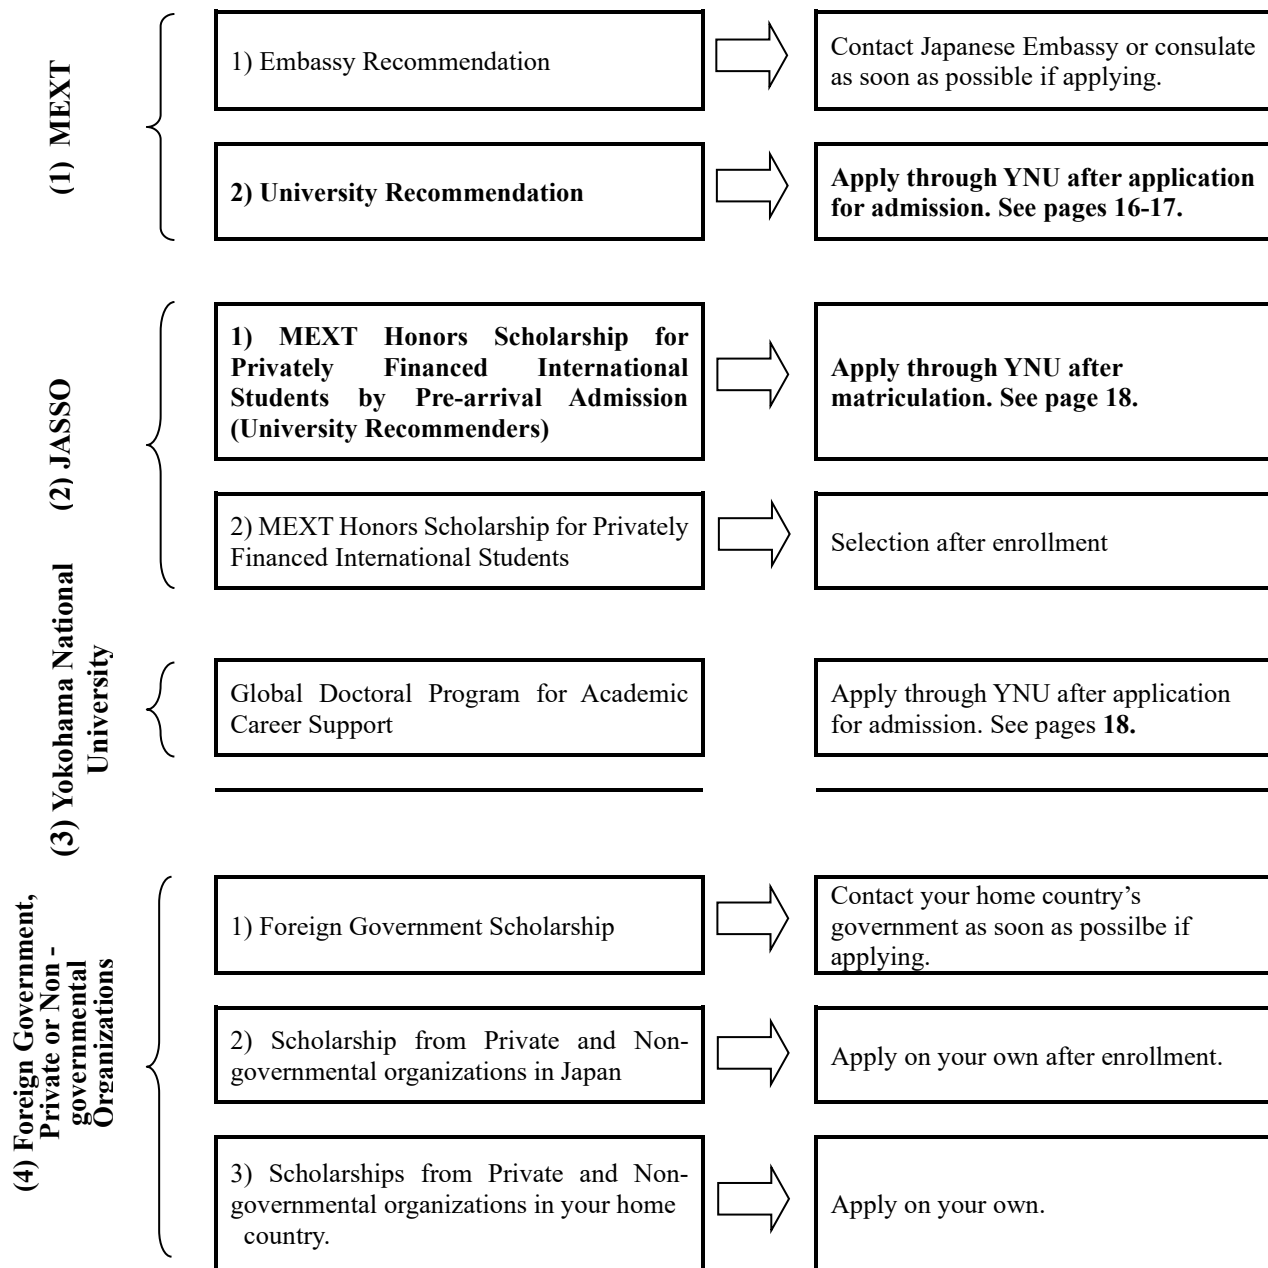 (1) MEXT
1) Embassy Recommendation
Contact Japanese Embassy or consulate
as soon as possible if applying.
2) University Recommendation
Apply through YNU after application
for admission. See pages 16-17.
(2) JASSO
1) MEXT Honors Scholarship for
Privately Financed International
Students by Pre-arrival Admission
(University Recommenders)
Apply through YNU after
matriculation. See page 18.
2) MEXT Honors Scholarship for Privately
Financed International Students
Selection after enrollment
(3) Yokohama National
University
Global Doctoral Program for Academic
Career Support
Apply through YNU after application
for admission. See pages 18.
(4) Foreign Government,
Private or Non -
governmental
Organizations
1) Foreign Government Scholarship
Contact your home country’s
government as soon as possilbe if
applying.
2) Scholarship from Private and Non-
governmental organizations in Japan
Apply on your own after enrollment.
3) Scholarships from Private and Non-
governmental organizations in your home
country.
Apply on your own.